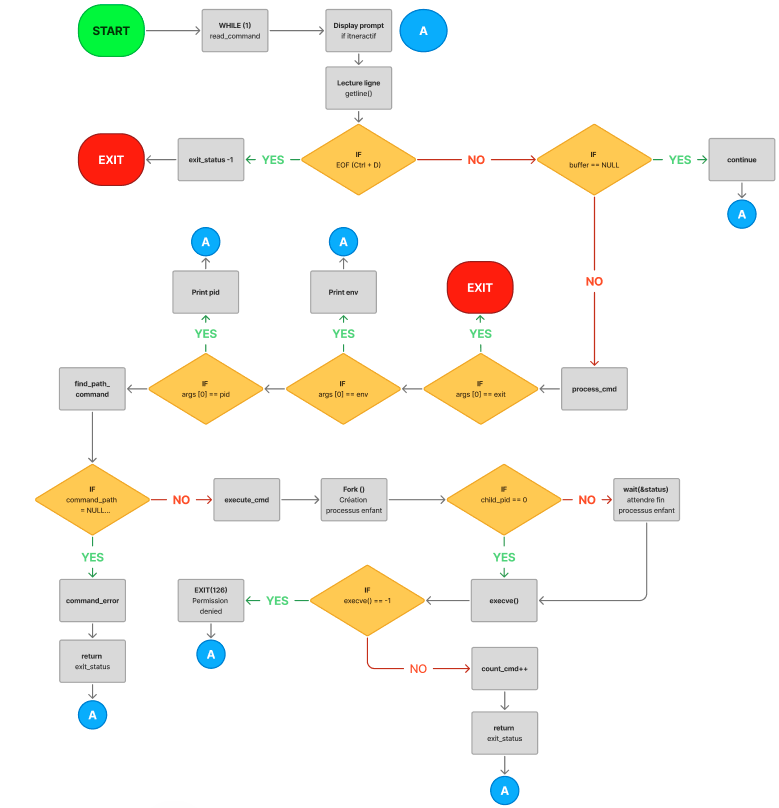 START
WHILE (1)
read_command
Display prompt
if itneractif
A
Lecture ligne
getline()
EXIT
exit_status -1
YES
IF
EOF (Ctrl + D)
NO
IF
buffer == NULL
YES
continue
A
A
A
Print pid
Print env
EXIT
NO
YES
YES
YES
find_path_
command
IF
args [0] == pid
IF
args [0] == env
IF
args [0] == exit
process_cmd
IF
command_path
= NULL...
NO
execute_cmd
Fork ()
Création
processus enfant
IF
child_pid == 0
NO
wait(&status)
attendre fin
processus enfant
YES
YES
command_error
EXIT(126)
Permission
denied
YES
IF
execve() == -1
execve()
return
exit_status
A
NO
count_cmd++
A
return
exit_status
A